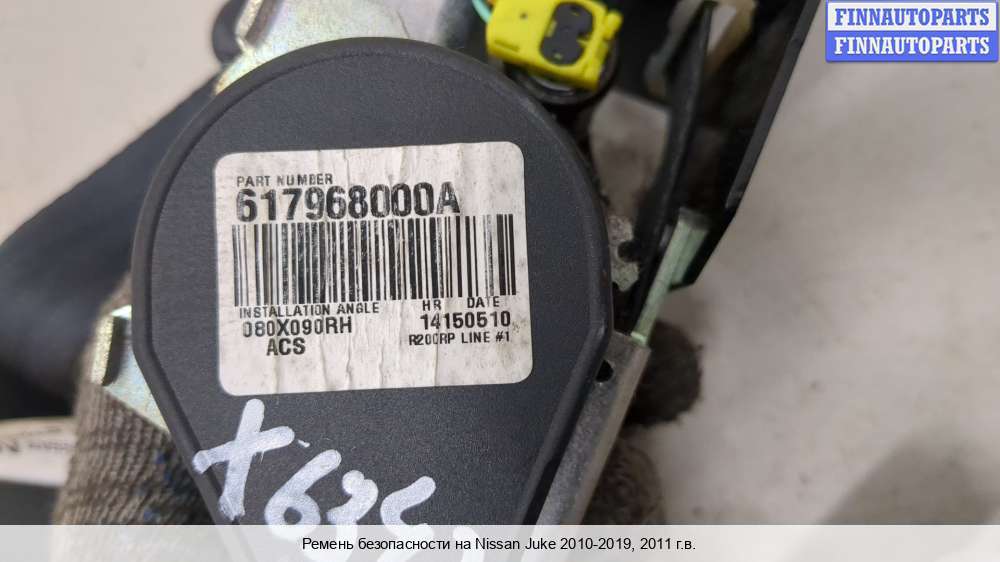 FINNAUTOPARTS
FINNAUTOPARTS
PART NUMBER
617968000A
INSTALLATION ANGLE
HR DATE
080X090RH
14150510
ACS
R200RP LINE #1
Ремень безопасности на Nissan Juke 2010-2019, 2011 г.в.